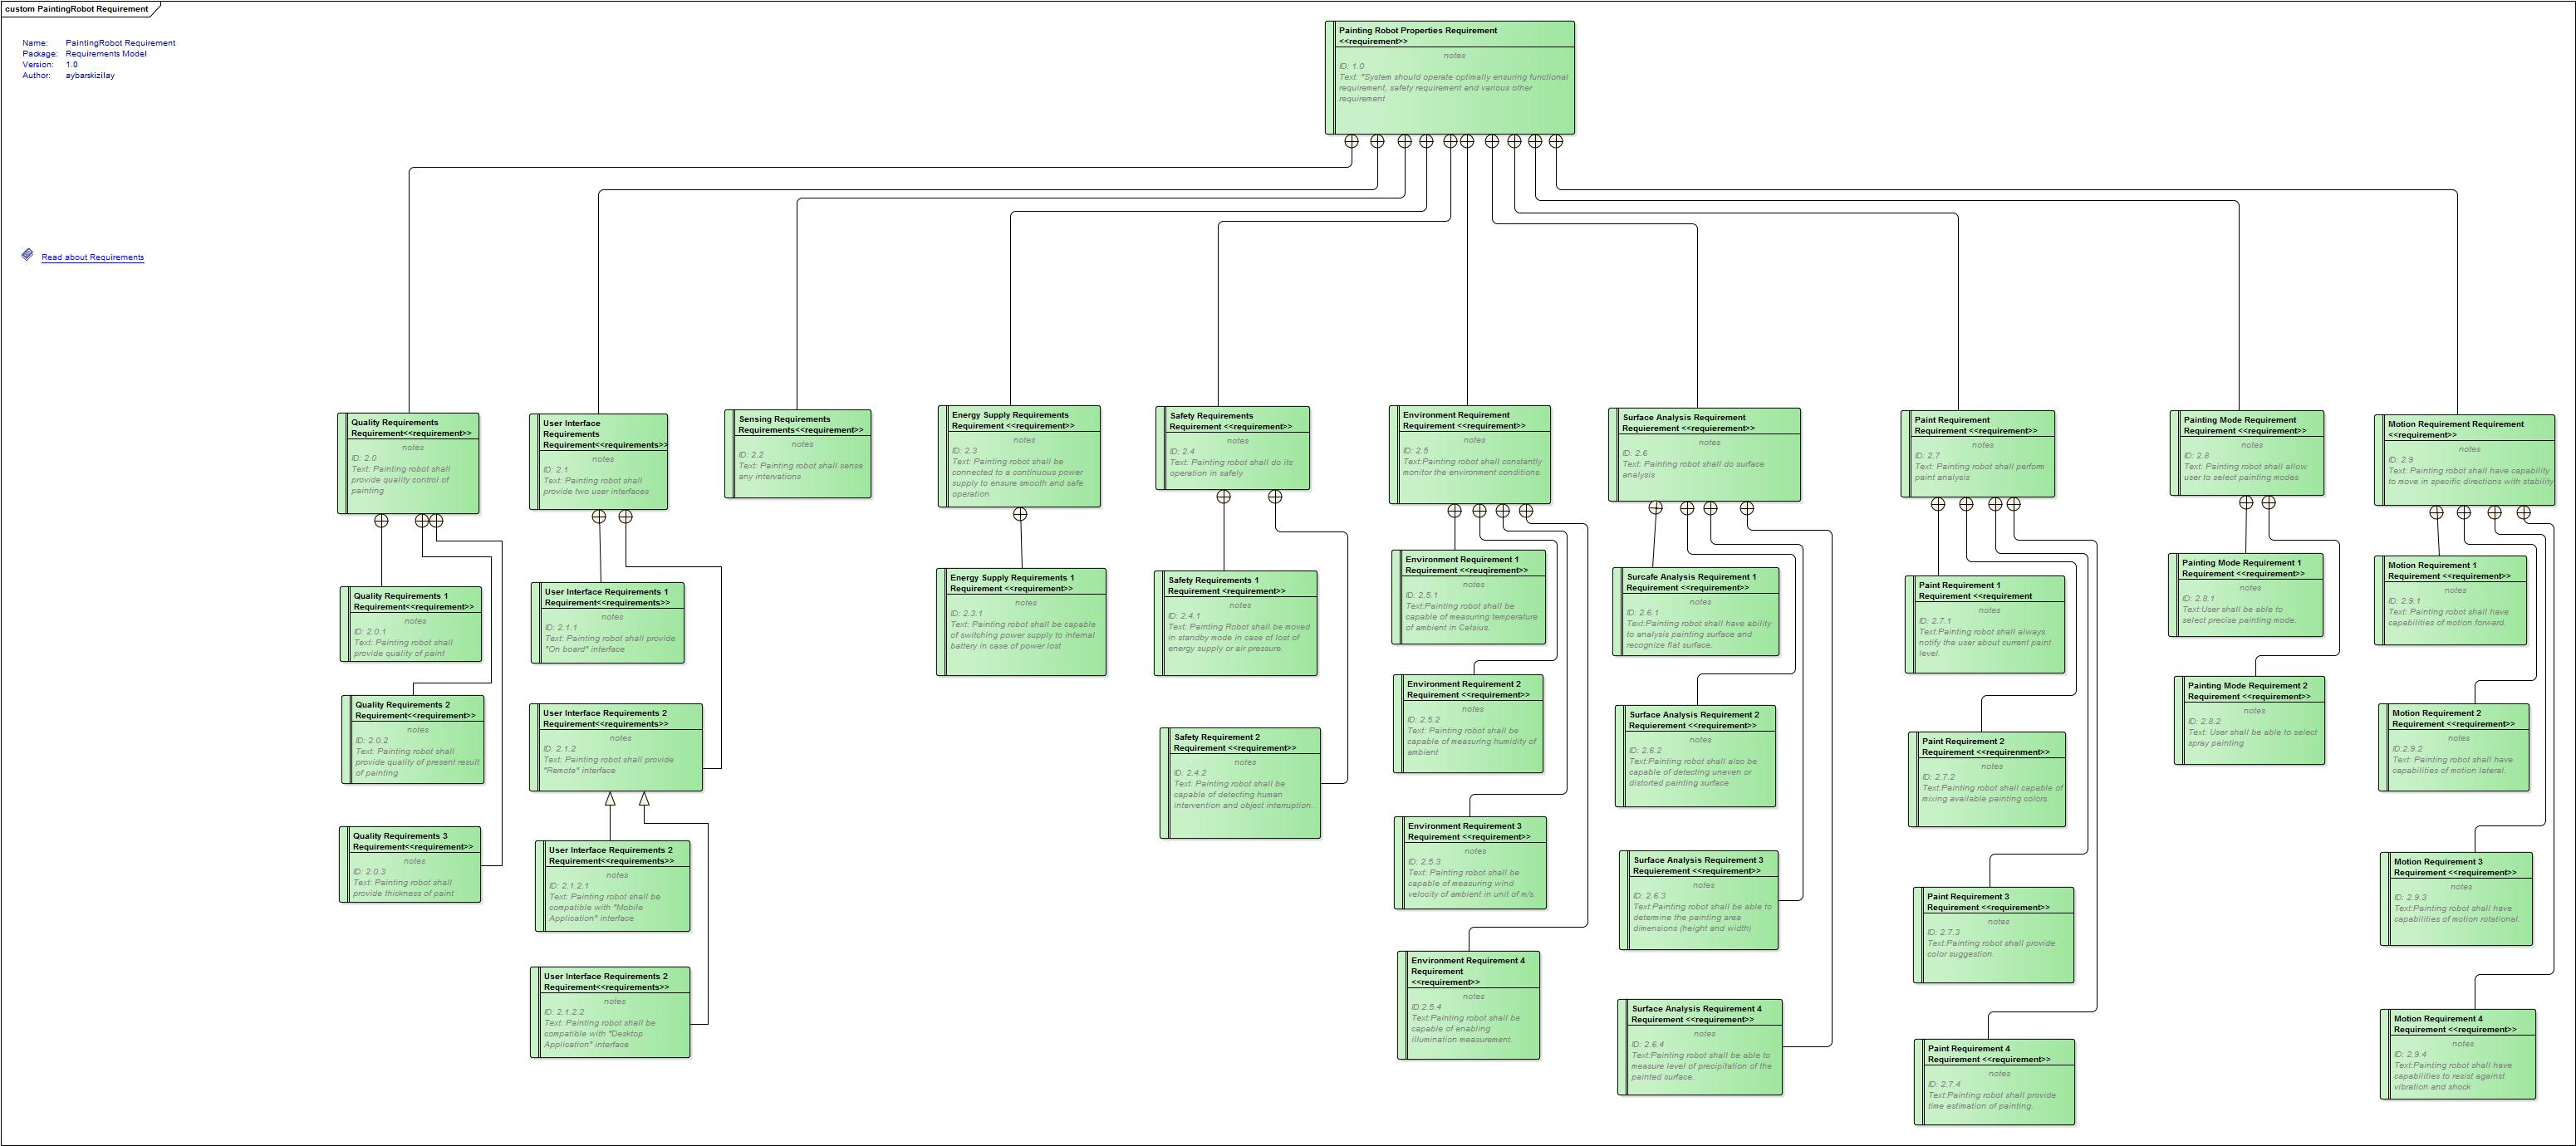 custom PaintingRobot Requirement
Name: PaintingRobot Requirement
Package: Requirements Model
Version: 1.0
Author: aybarskizilay
Read about Requirements
Painting Robot Properties Requirement
<<requirement>>
notes
ID: 1.0
Text: "System should operate optimally ensuring functional
requirement, safety requirement and various other
requirement
Quality Requirements
Requirement<<requirement>>
notes
ID: 2.0
Text: Painting robot shall
provide quality control of
painting
Quality Requirements 1
Requirement<<requirement>>
notes
ID: 2.0.1
Text: Painting robot shall
provide quality of paint
Quality Requirements 2
Requirement<<requirement>>
notes
ID: 2.0.2
Text: Painting robot shall
provide quality of present result
of painting
Quality Requirements 3
Requirement<<requirement>>
notes
ID: 2.0.3
Text: Painting robot shall
provide thickness of paint
User Interface
Requirements
Requirement<<requirements>>
notes
ID: 2.1
Text: Painting robot shall
provide two user interfaces
User Interface Requirements 1
Requirement<<requirements>>
notes
ID: 2.1.1
Text: Painting robot shall provide
"On board" interface
User Interface Requirements 2
Requirement<<requirements>>
notes
ID: 2.1.2
Text: Painting robot shall provide
"Remote" interface
User Interface Requirements 2
Requirement<<requirements>>
notes
ID: 2.1.2.1
Text: Painting robot shall be
compatible with "Mobile
Application" interface
User Interface Requirements 2
Requirement<<requirements>>
notes
ID: 2.1.2.2
Text: Painting robot shall be
compatible with "Desktop
Application" interface
Sensing Requirements
Requirements<<requirement>>
notes
ID: 2.2
Text: Painting robot shall sense
any intervations
Energy Supply Requirements
Requirement <<requirement>>
notes
ID: 2.3
Text: Painting robot shall be
connected to a continuous power
supply to ensure smooth and safe
operation
Energy Supply Requirements 1
Requirement <<requirement>>
notes
ID: 2.3.1
Text: Painting robot shall be capable
of switching power supply to internal
battery in case of power lost
Safety Requirements
Requirement <<requirement>>
notes
ID: 2.4
Text: Painting robot shall do its
operation in safely
Safety Requirements 1
Requirement <requirement>>
notes
ID: 2.4.1
Text: Painting Robot shall be moved
in standby mode in case of lost of
energy supply or air pressure.
Safety Requirement 2
Requirement <<requirement>>
notes
ID: 2.4.2
Text: Painting robot shall be
capable of detecting human
intervention and object interruption.
Environment Requirement
Requirement <<requirement>>
notes
ID: 2.5
Text:Painting robot shall constantly
monitor the environment conditions.
Environment Requirement 1
Requirement <<reuqirement>>
notes
ID: 2.5.1
Text:Painting robot shall be
capable of measuring temperature
of ambient in Celsius.
Environment Requirement 2
Requirement <<requirement>>
notes
ID: 2.5.2
Text: Painting robot shall be
capable of measuring humidity of
ambient
Environment Requirement 3
Requirement <<requirement>>
notes
ID: 2.5.3
Text: Painting robot shall be
capable of measuring wind
velocity of ambient in unit of m/s.
Environment Requirement 4
Requirement
<<requirement>>
notes
ID:2.5.4
Text:Painting robot shall be
capable of enabling
illumination measurement.
Surface Analysis Requirement
Requierement <<requierement>>
notes
ID: 2.6
Text: Painting robot shall do surface
analysis
Surcafe Analysis Requirement 1
Requirement <<requirement>>
notes
ID: 2.6.1
Text:Painting robot shall have ability
to analysis painting surface and
recognize flat surface.
Surface Analysis Requirement 2
Requierement <<requirement>>
notes
ID: 2.6.2
Text:Painting robot shall also be
capable of detecting uneven or
distorted painting surface
Surface Analysis Requirement 3
Requierement <<requirement>>
notes
ID: 2.6.3
Text:Painting robot shall be able to
detemine the painting area
dimensions (height and width)
Surface Analysis Requirement 4
Requirement <<requirement>>
notes
ID: 2.6.4
Text:Painting robot shall be able to
measure level of precipitation of the
painted surface.
Paint Requirement
Requirement <<requirement>>
notes
ID: 2.7
Text: Painting robot shall perform
paint analysis
Paint Requirement 1
Requirement <<requirement
notes
ID: 2.7.1
Text:Painting robot shall always
notify the user about current paint
level.
Paint Requirement 2
Requirement <<requirenment>>
notes
ID: 2.7.2
Text:Painting robot shall capable of
mixing available painting colors.
Paint Requirement 3
Requirement <<requirement>>
notes
ID: 2.7.3
Text:Painting robot shall provide
color suggestion.
Paint Requirement 4
Requirement <<requirement>>
notes
ID: 2.7.4
Text:Painting robot shall provide
time estimation of painting.
Painting Mode Requirement
Requirement <<requirement>>
notes
ID: 2.8
Text: Painting robot shall allow
user to select painting modes
Painting Mode Requirement 1
Requirement <<requirement>>
notes
ID: 2.8.1
Text:User shall be able to
select precise painting mode.
Painting Mode Requirement 2
Requirement <<requirement>>
notes
ID: 2.8.2
Text: User shall be able to select
spray painting
Motion Requirement Requirement
<<requirement>>
notes
ID: 2.9
Text: Painting robot shall have capability
to move in specific directions with stability
Motion Requirement 1
Requirement <<requirement>>
notes
ID: 2.9.1
Text: Painting robot shall have
capabilities of motion forward.
Motion Requirement 2
Requirement <<requirement>>
notes
ID:2.9.2
Text: Painting robot shall have
capabilities of motion lateral.
Motion Requirement 3
Requirement <<requirement>>
notes
ID: 2.9.3
Text:Painting robot shall have
capabilities of motion rotational.
Motion Requirement 4
Requirement <<requirement>>
notes
ID: 2.9.4
Text:Painting robot shall have
capabilities to resist against
vibration and shock